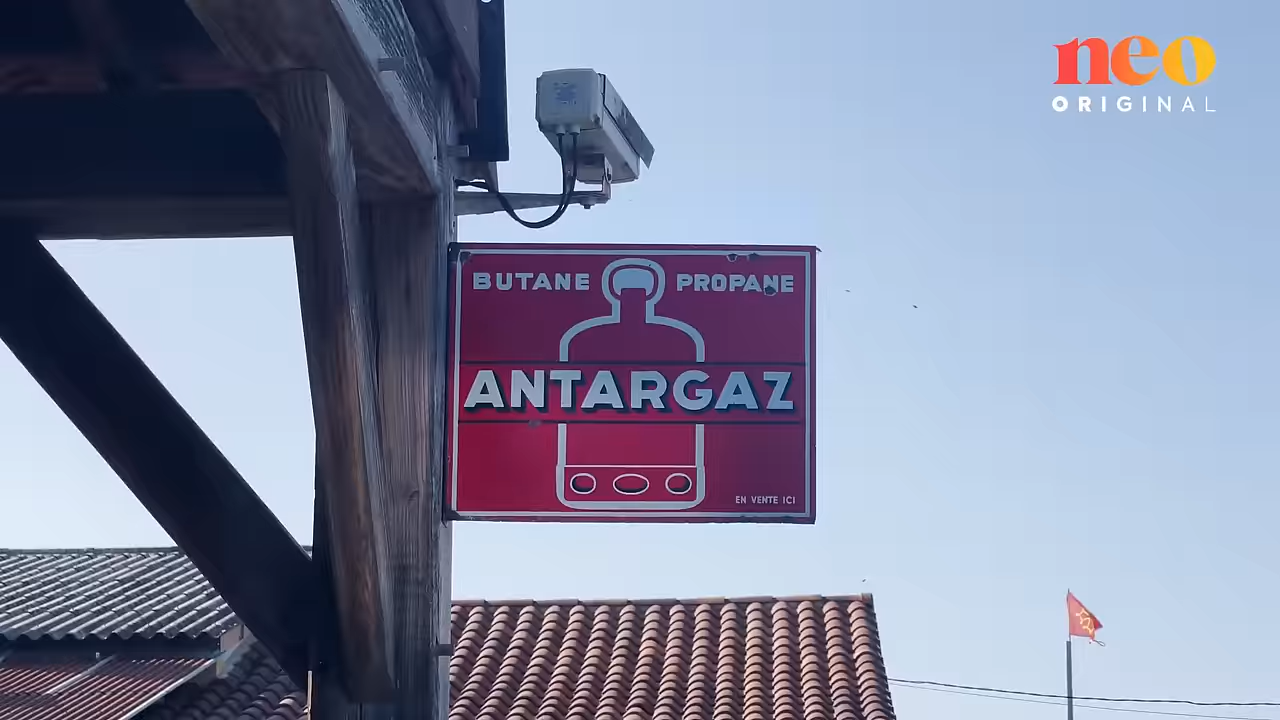 neo
ORIGINAL
BUTANE PROPANE
ANTARGAZ
EN VENTE ICI